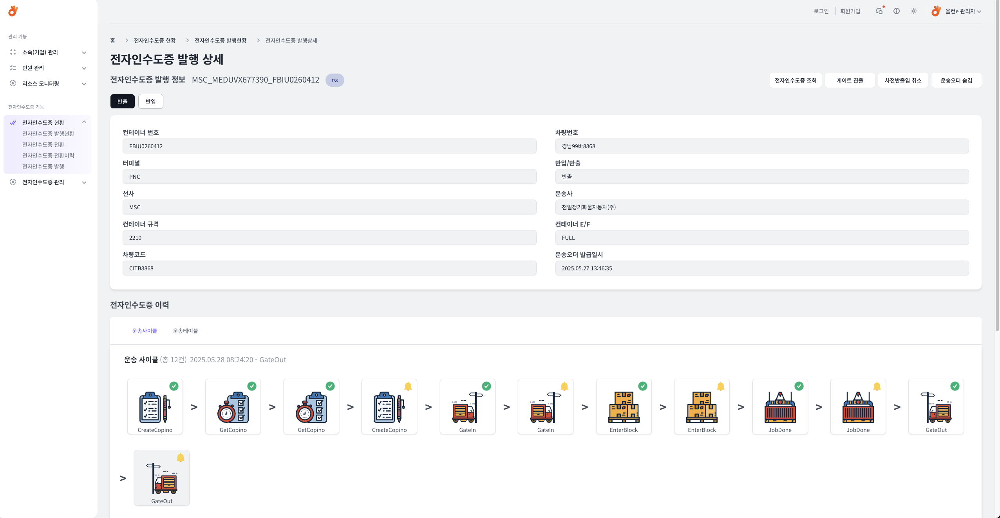 로그인 회원가입 올컨e 관리자
관리 기능
소속(기업) 관리
민원 관리
리소스 모니터링
전자인수도증 기능
전자인수도증 현황
전자인수도증 발행현황
전자인수도증 전환
전자인수도증 전환이력
전자인수도증 발행
전자인수도증 관리
홈 > 전자인수도증 현황 > 전자인수도증 발행현황 > 전자인수도증 발행상세
전자인수도증 발행 상세
전자인수도증 발행 정보 MSC_MEDUVX677390_FBIU0260412 tss
전자인수도증 조회 게이트 진출 사전반출입 취소 운송오더 숨김
반출 반입
컨테이너 번호 차량번호
FBIU0260412 경남99바8868
터미널 반입/반출
PNC 반출
선사 운송사
MSC 천일정기화물자동차(주)
컨테이너 규격 컨테이너 E/F
2210 FULL
차량코드 운송오더 발급일시
CITB8868 2025.05.27 13:46:35
전자인수도증 이력
운송사이클 운송테이블
운송 사이클 (총 12건) 2025.05.28 08:24:20 - GateOut
CreateCopino > GetCopino > GetCopino > CreateCopino > GateIn > GateIn > EnterBlock > EnterBlock > JobDone > JobDone > GateOut
> GateOut